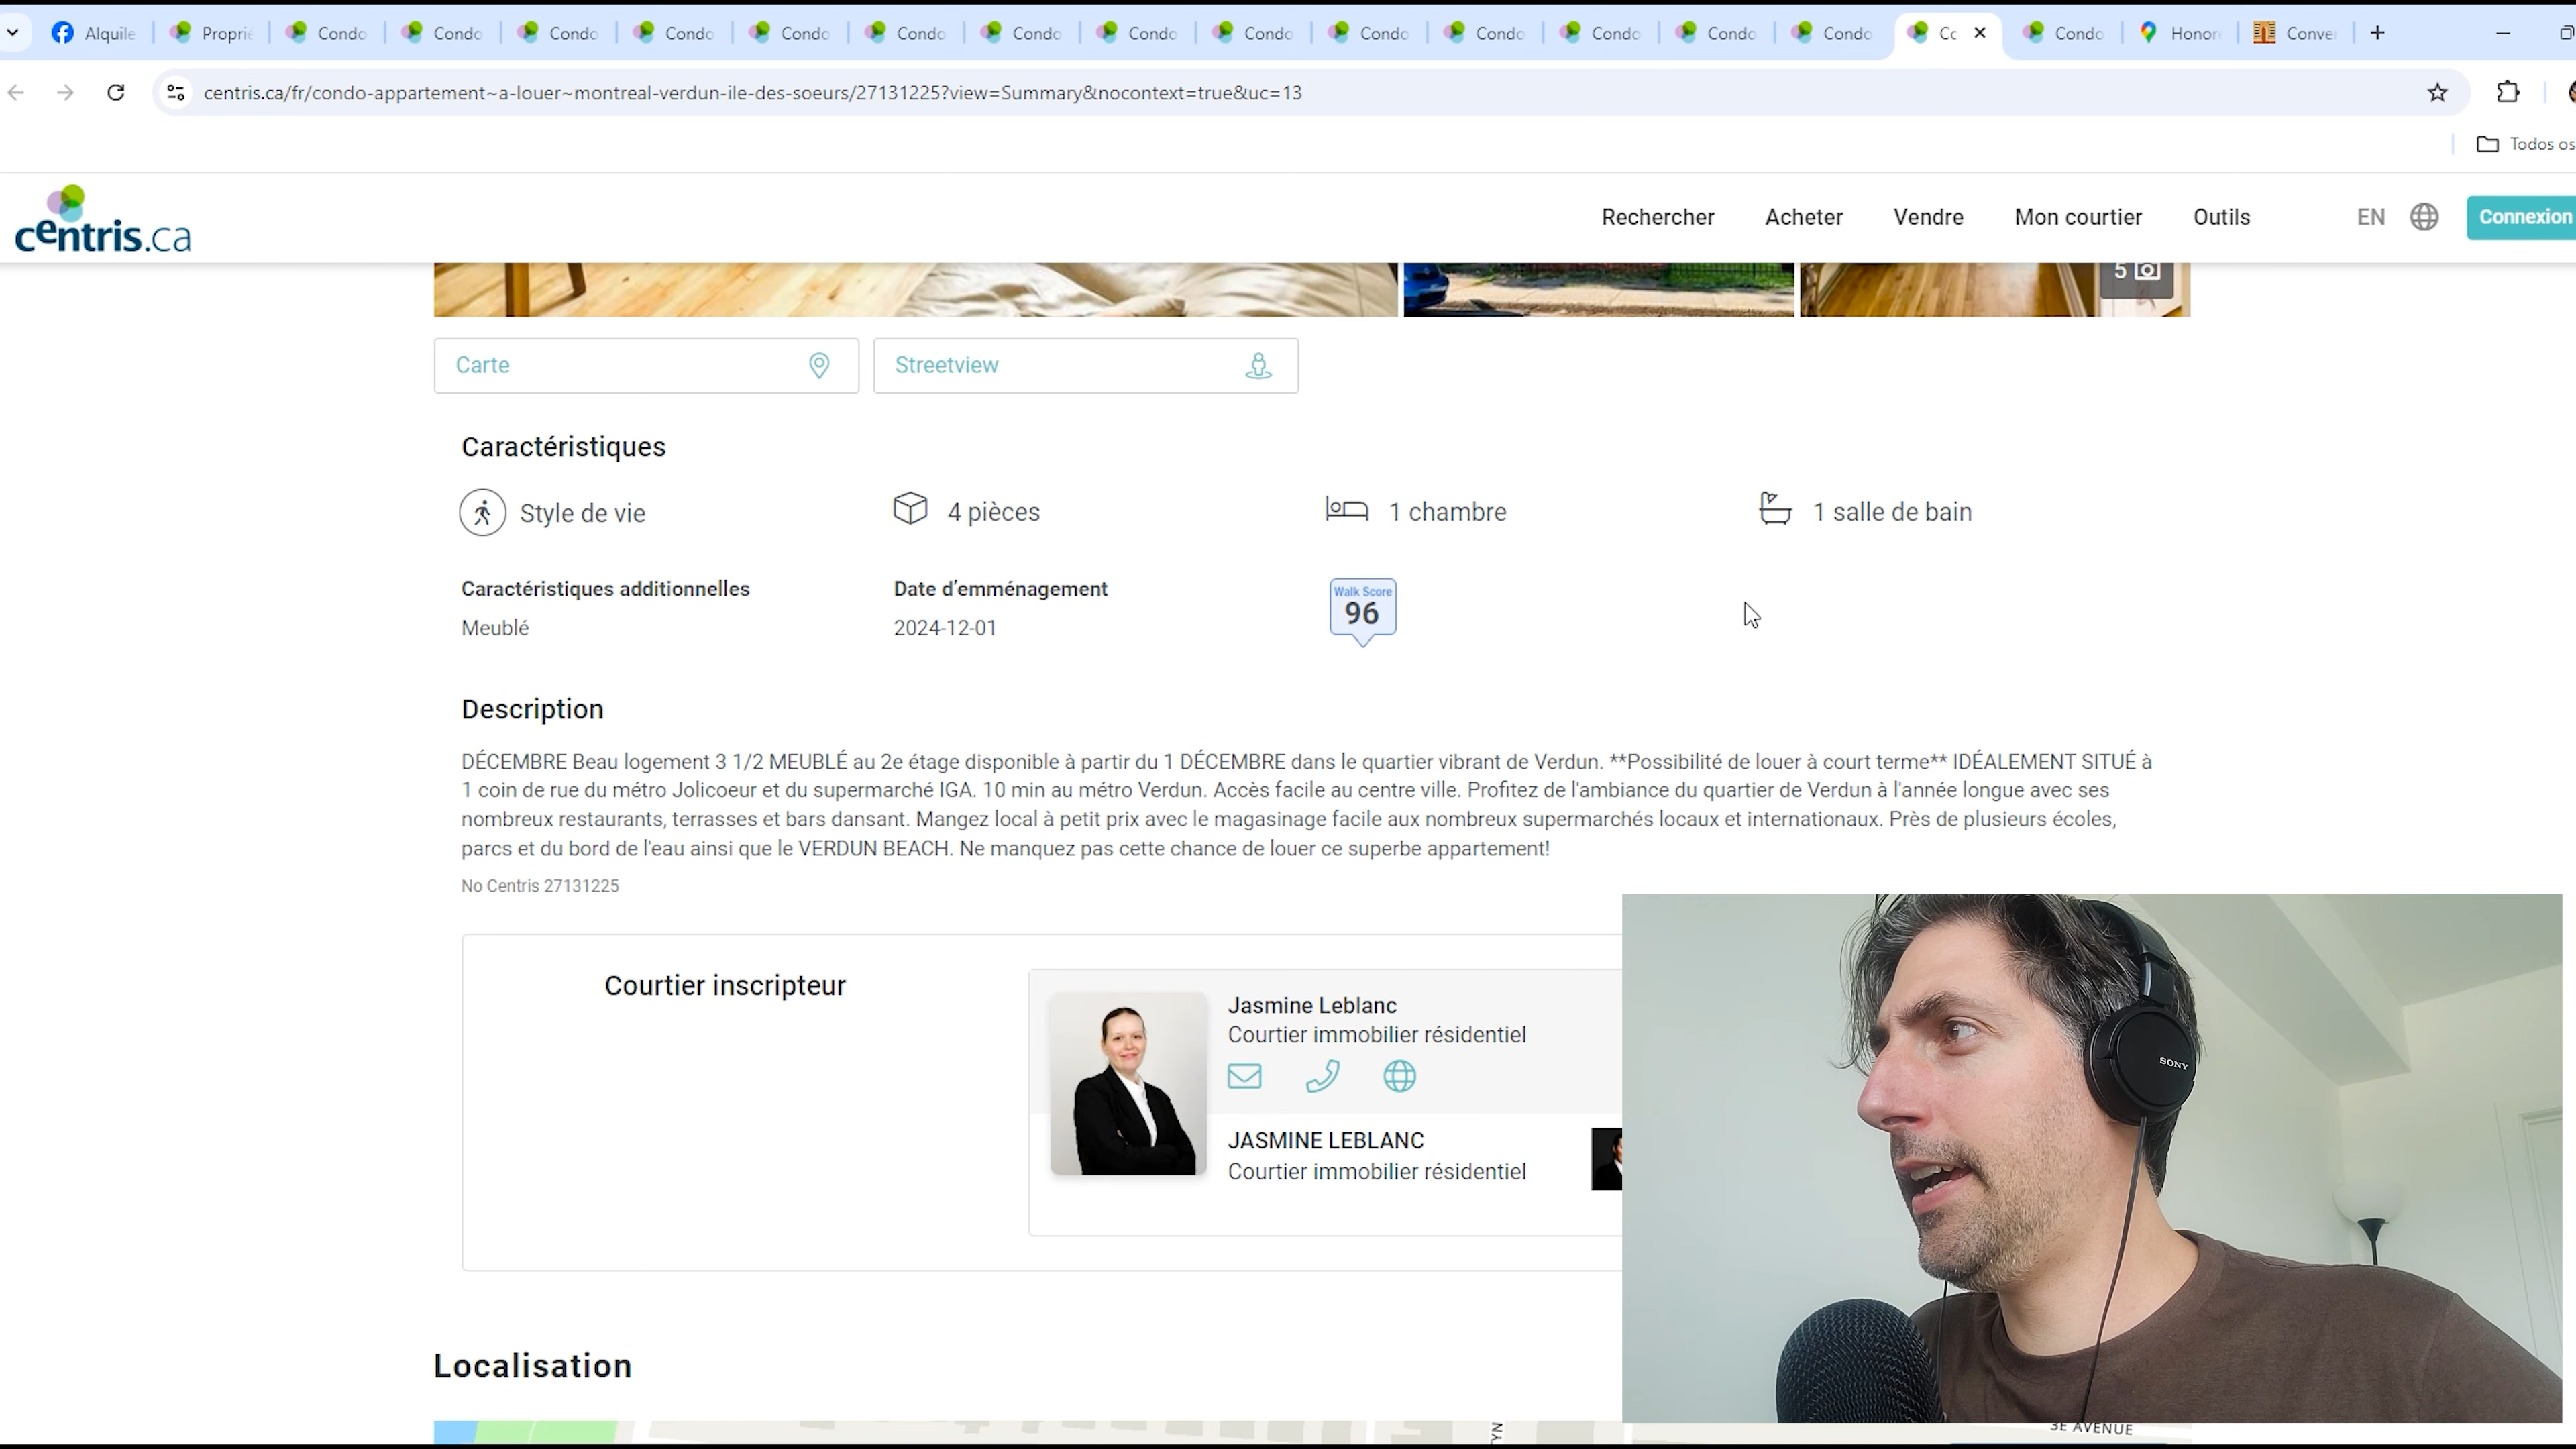 Alquile
Propri
Condo
Condo
Condo
Condo
Condo
Condo
Condo
Condo
Condo
Condo
Condo
Condo
Condo
Condo
Cc
Condo
Honor
Conve
centris.ca/fr/condo-appartement~a-louer~montreal-verdun-ile-des-soeurs/27131225?view=Summary&nocontext=true&uc=13
Todos os
centris.ca
Rechercher
Acheter
Vendre
Mon courtier
Outils
EN
Connexion
5
Carte
Streetview
Caractéristiques
Style de vie
4 pièces
1 chambre
1 salle de bain
Caractéristiques additionnelles
Meublé
Date d'emménagement
2024-12-01
Walk Score
96
Description
DÉCEMBRE Beau logement 3 1/2 MEUBLÉ au 2e étage disponible à partir du 1 DÉCEMBRE dans le quartier vibrant de Verdun. **Possibilité de louer à court terme** IDÉALEMENT SITUÉ à
1 coin de rue du métro Jolicoeur et du supermarché IGA. 10 min au métro Verdun. Accès facile au centre ville. Profitez de l'ambiance du quartier de Verdun à l'année longue avec ses
nombreux restaurants, terrasses et bars dansant. Mangez local à petit prix avec le magasinage facile aux nombreux supermarchés locaux et internationaux. Près de plusieurs écoles,
parcs et du bord de l'eau ainsi que le VERDUN BEACH. Ne manquez pas cette chance de louer ce superbe appartement!
No Centris 27131225
Courtier inscripteur
Jasmine Leblanc
Courtier immobilier résidentiel
JASMINE LEBLANC
Courtier immobilier résidentiel
SONY
Localisation
3E AVENUE